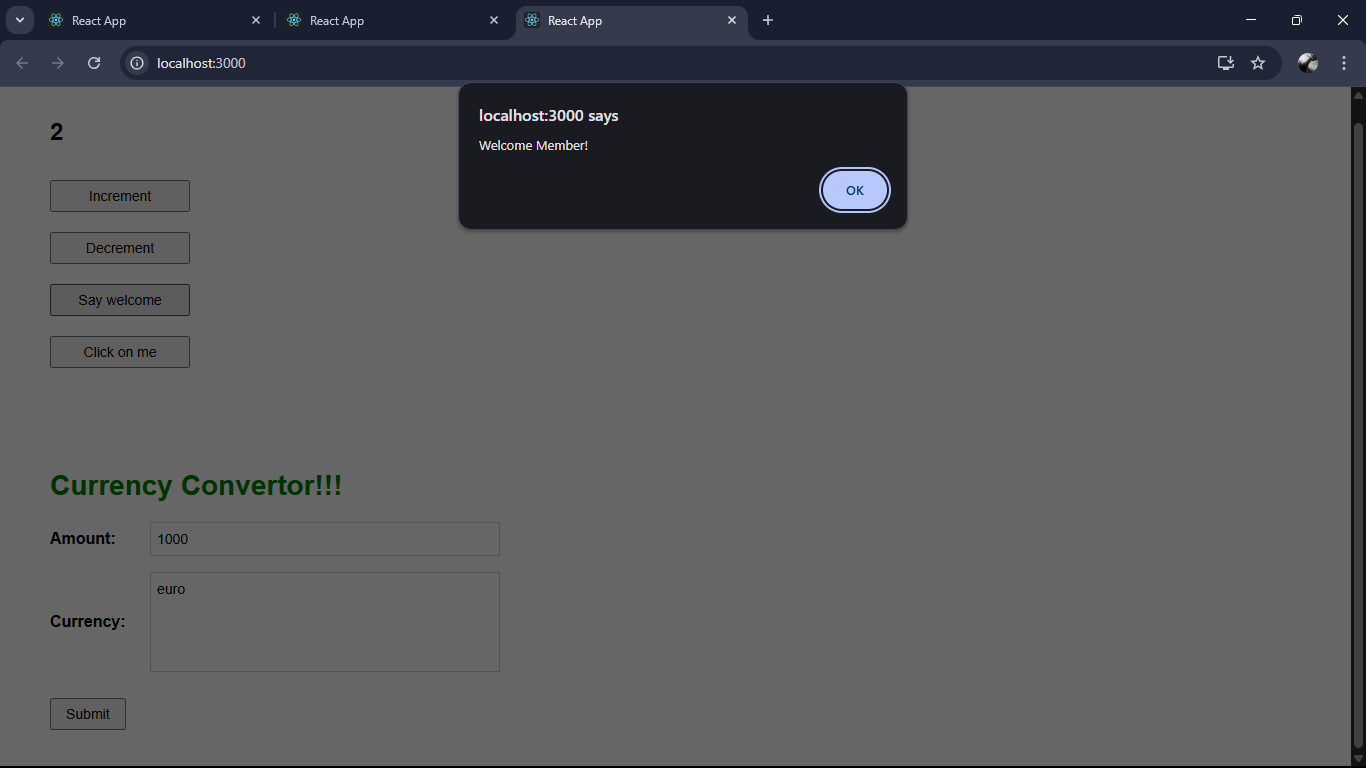 React App
React App
React App
localhost:3000
localhost:3000 says
Welcome Member!
OK
2
Increment
Decrement
Say welcome
Click on me
Currency Convertor!!!
Amount:
1000
Currency:
euro
Submit